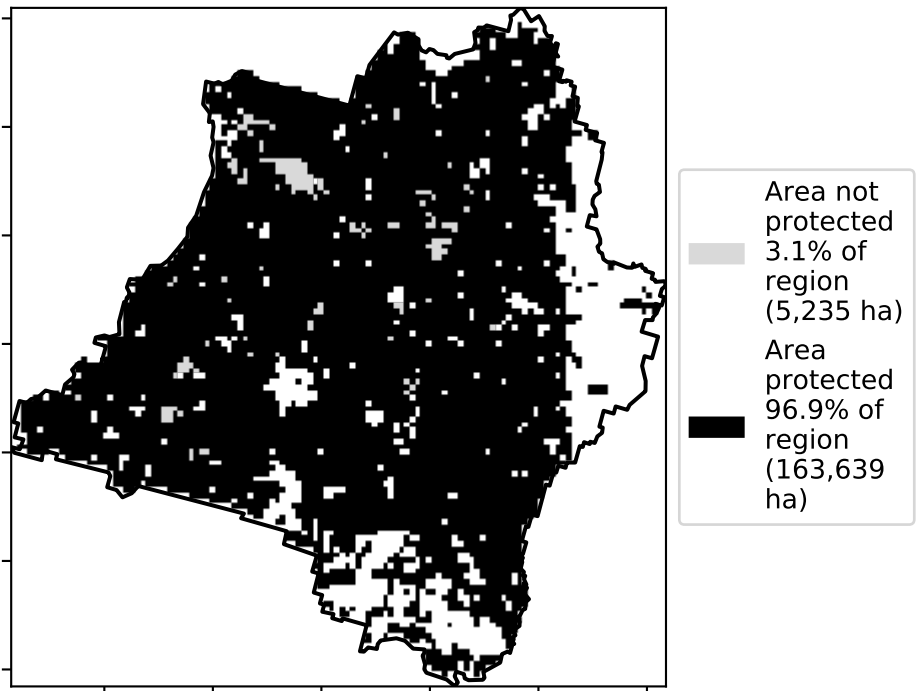 Area not
protected
3.1% of
region
(5,235 ha)
Area
protected
96.9% of
region
(163,639
ha)